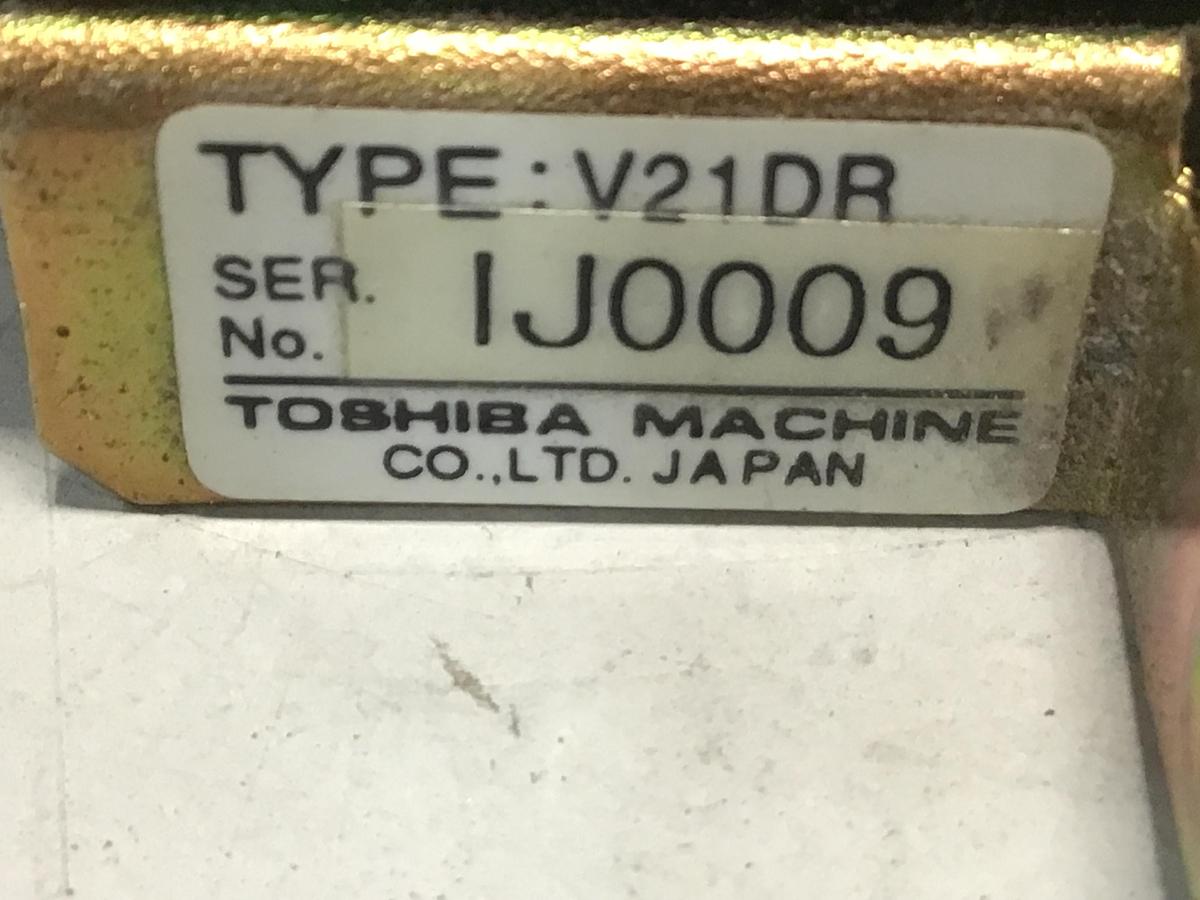 TYPE: V21DR
SER. No. IJ0009
TOSHIBA MACHINE
CO.,LTD. JAPAN